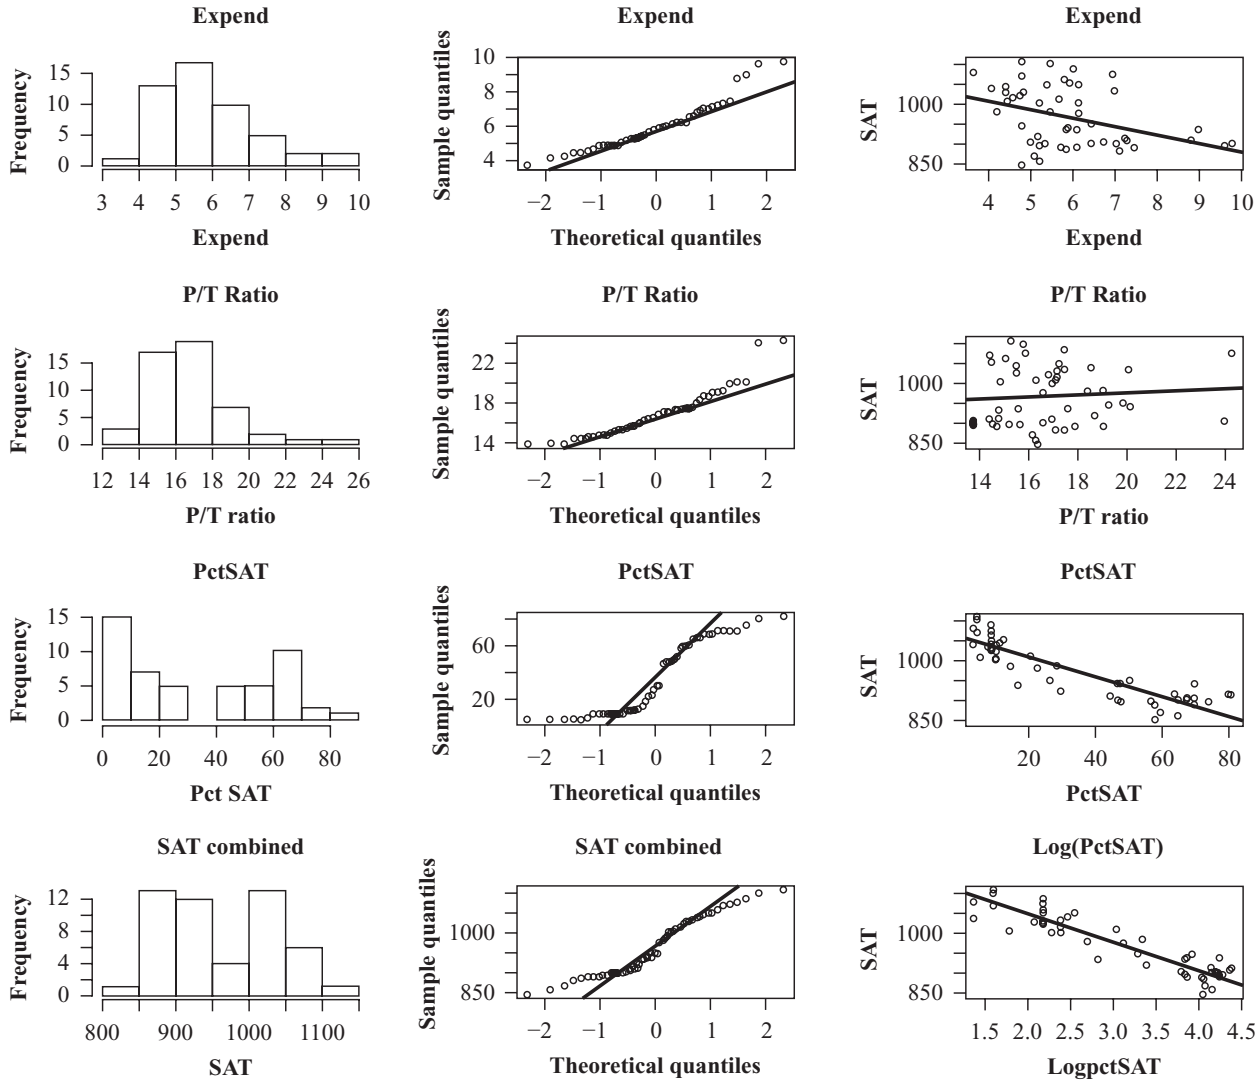 Expend
Frequency
15
10
5
0
3 4 5 6 7 8 9 10
Expend
Expend
Sample quantiles
10
8
6
4
−2 −1 0 1 2
Theoretical quantiles
Expend
SAT
1000
850
4 5 6 7 8 9 10
Expend
P/T Ratio
Frequency
15
10
5
0
12 14 16 18 20 22 24 26
P/T ratio
P/T Ratio
Sample quantiles
22
18
14
−2 −1 0 1 2
Theoretical quantiles
P/T Ratio
SAT
1000
850
14 16 18 20 22 24
P/T ratio
PctSAT
Frequency
15
10
5
0
0 20 40 60 80
Pct SAT
PctSAT
Sample quantiles
60
20
−2 −1 0 1 2
Theoretical quantiles
PctSAT
SAT
1000
850
20 40 60 80
PctSAT
SAT combined
Frequency
12
8
4
0
800 900 1000 1100
SAT
SAT combined
Sample quantiles
1000
850
−2 −1 0 1 2
Theoretical quantiles
Log(PctSAT)
SAT
1000
850
1.5 2.0 2.5 3.0 3.5 4.0 4.5
LogpctSAT